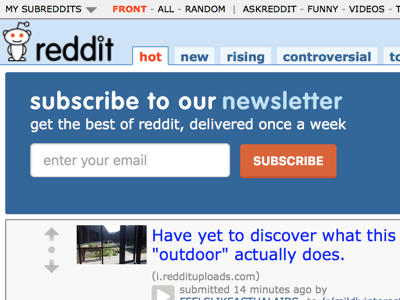 MY SUBREDDITS FRONT - ALL - RANDOM | ASKREDDIT - FUNNY - VIDEOS - T
reddit hot new rising controversial to
subscribe to our newsletter
get the best of reddit, delivered once a week
enter your email SUBSCRIBE
Have yet to discover what this
"outdoor" actually does.
(i.reddituploads.com)
submitted 14 minutes ago by